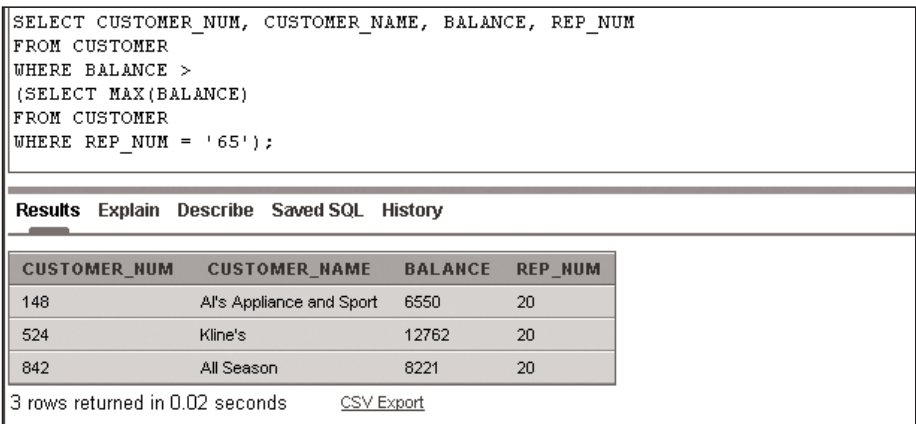 SELECT CUSTOMER_NUM, CUSTOMER_NAME, BALANCE, REP_NUM
FROM CUSTOMER
WHERE BALANCE >
(SELECT MAX(BALANCE)
FROM CUSTOMER
WHERE REP_NUM = '65');
Results Explain Describe Saved SQL History
CUSTOMER_NUM CUSTOMER_NAME BALANCE REP_NUM
148 Al's Appliance and Sport 6550 20
524 Kline's 12762 20
842 All Season 8221 20
3 rows returned in 0.02 seconds CSV Export